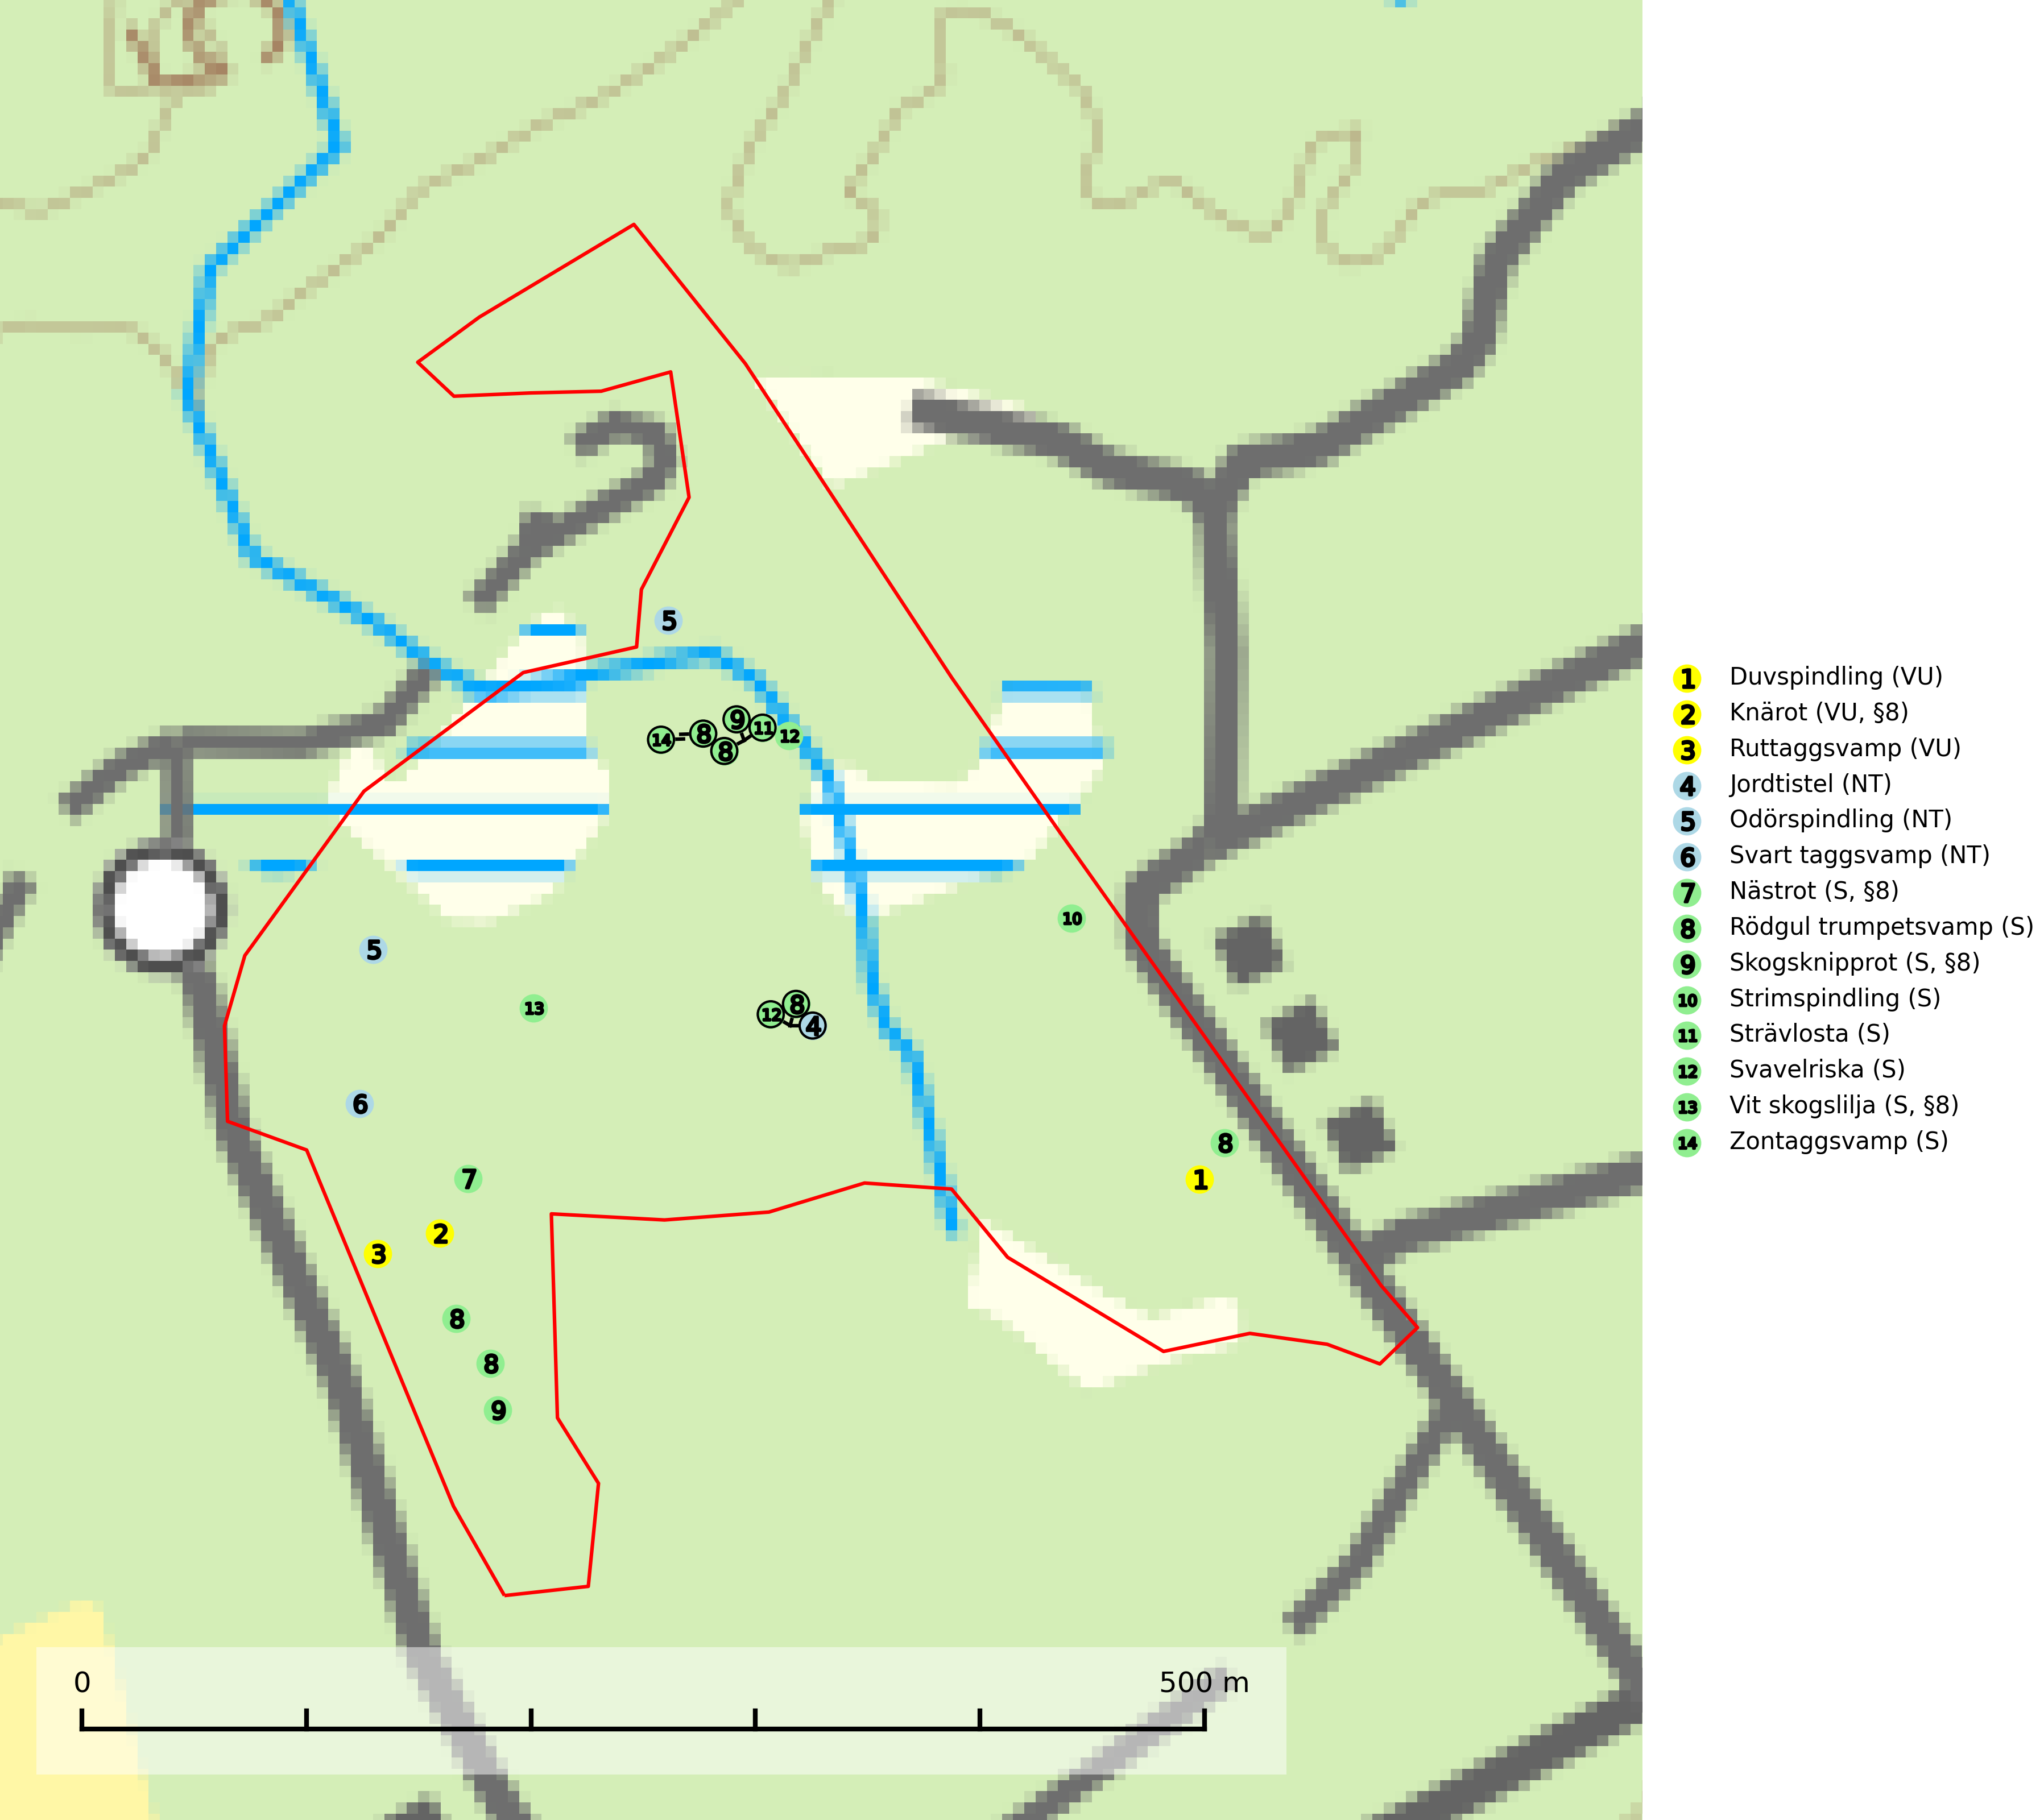 5
14
8
9
11
12
8
10
5
13
12
8
4
6
8
7
1
2
3
8
8
9
0
500 m
1 Duvspindling (VU)
2 Knärot (VU, §8)
3 Ruttaggsvamp (VU)
4 Jordtistel (NT)
5 Odörspindling (NT)
6 Svart taggsvamp (NT)
7 Nästrot (S, §8)
8 Rödgul trumpetsvamp (S)
9 Skogsknipprot (S, §8)
10 Strimspindling (S)
11 Strävlosta (S)
12 Svavelriska (S)
13 Vit skogslilja (S, §8)
14 Zontaggsvamp (S)